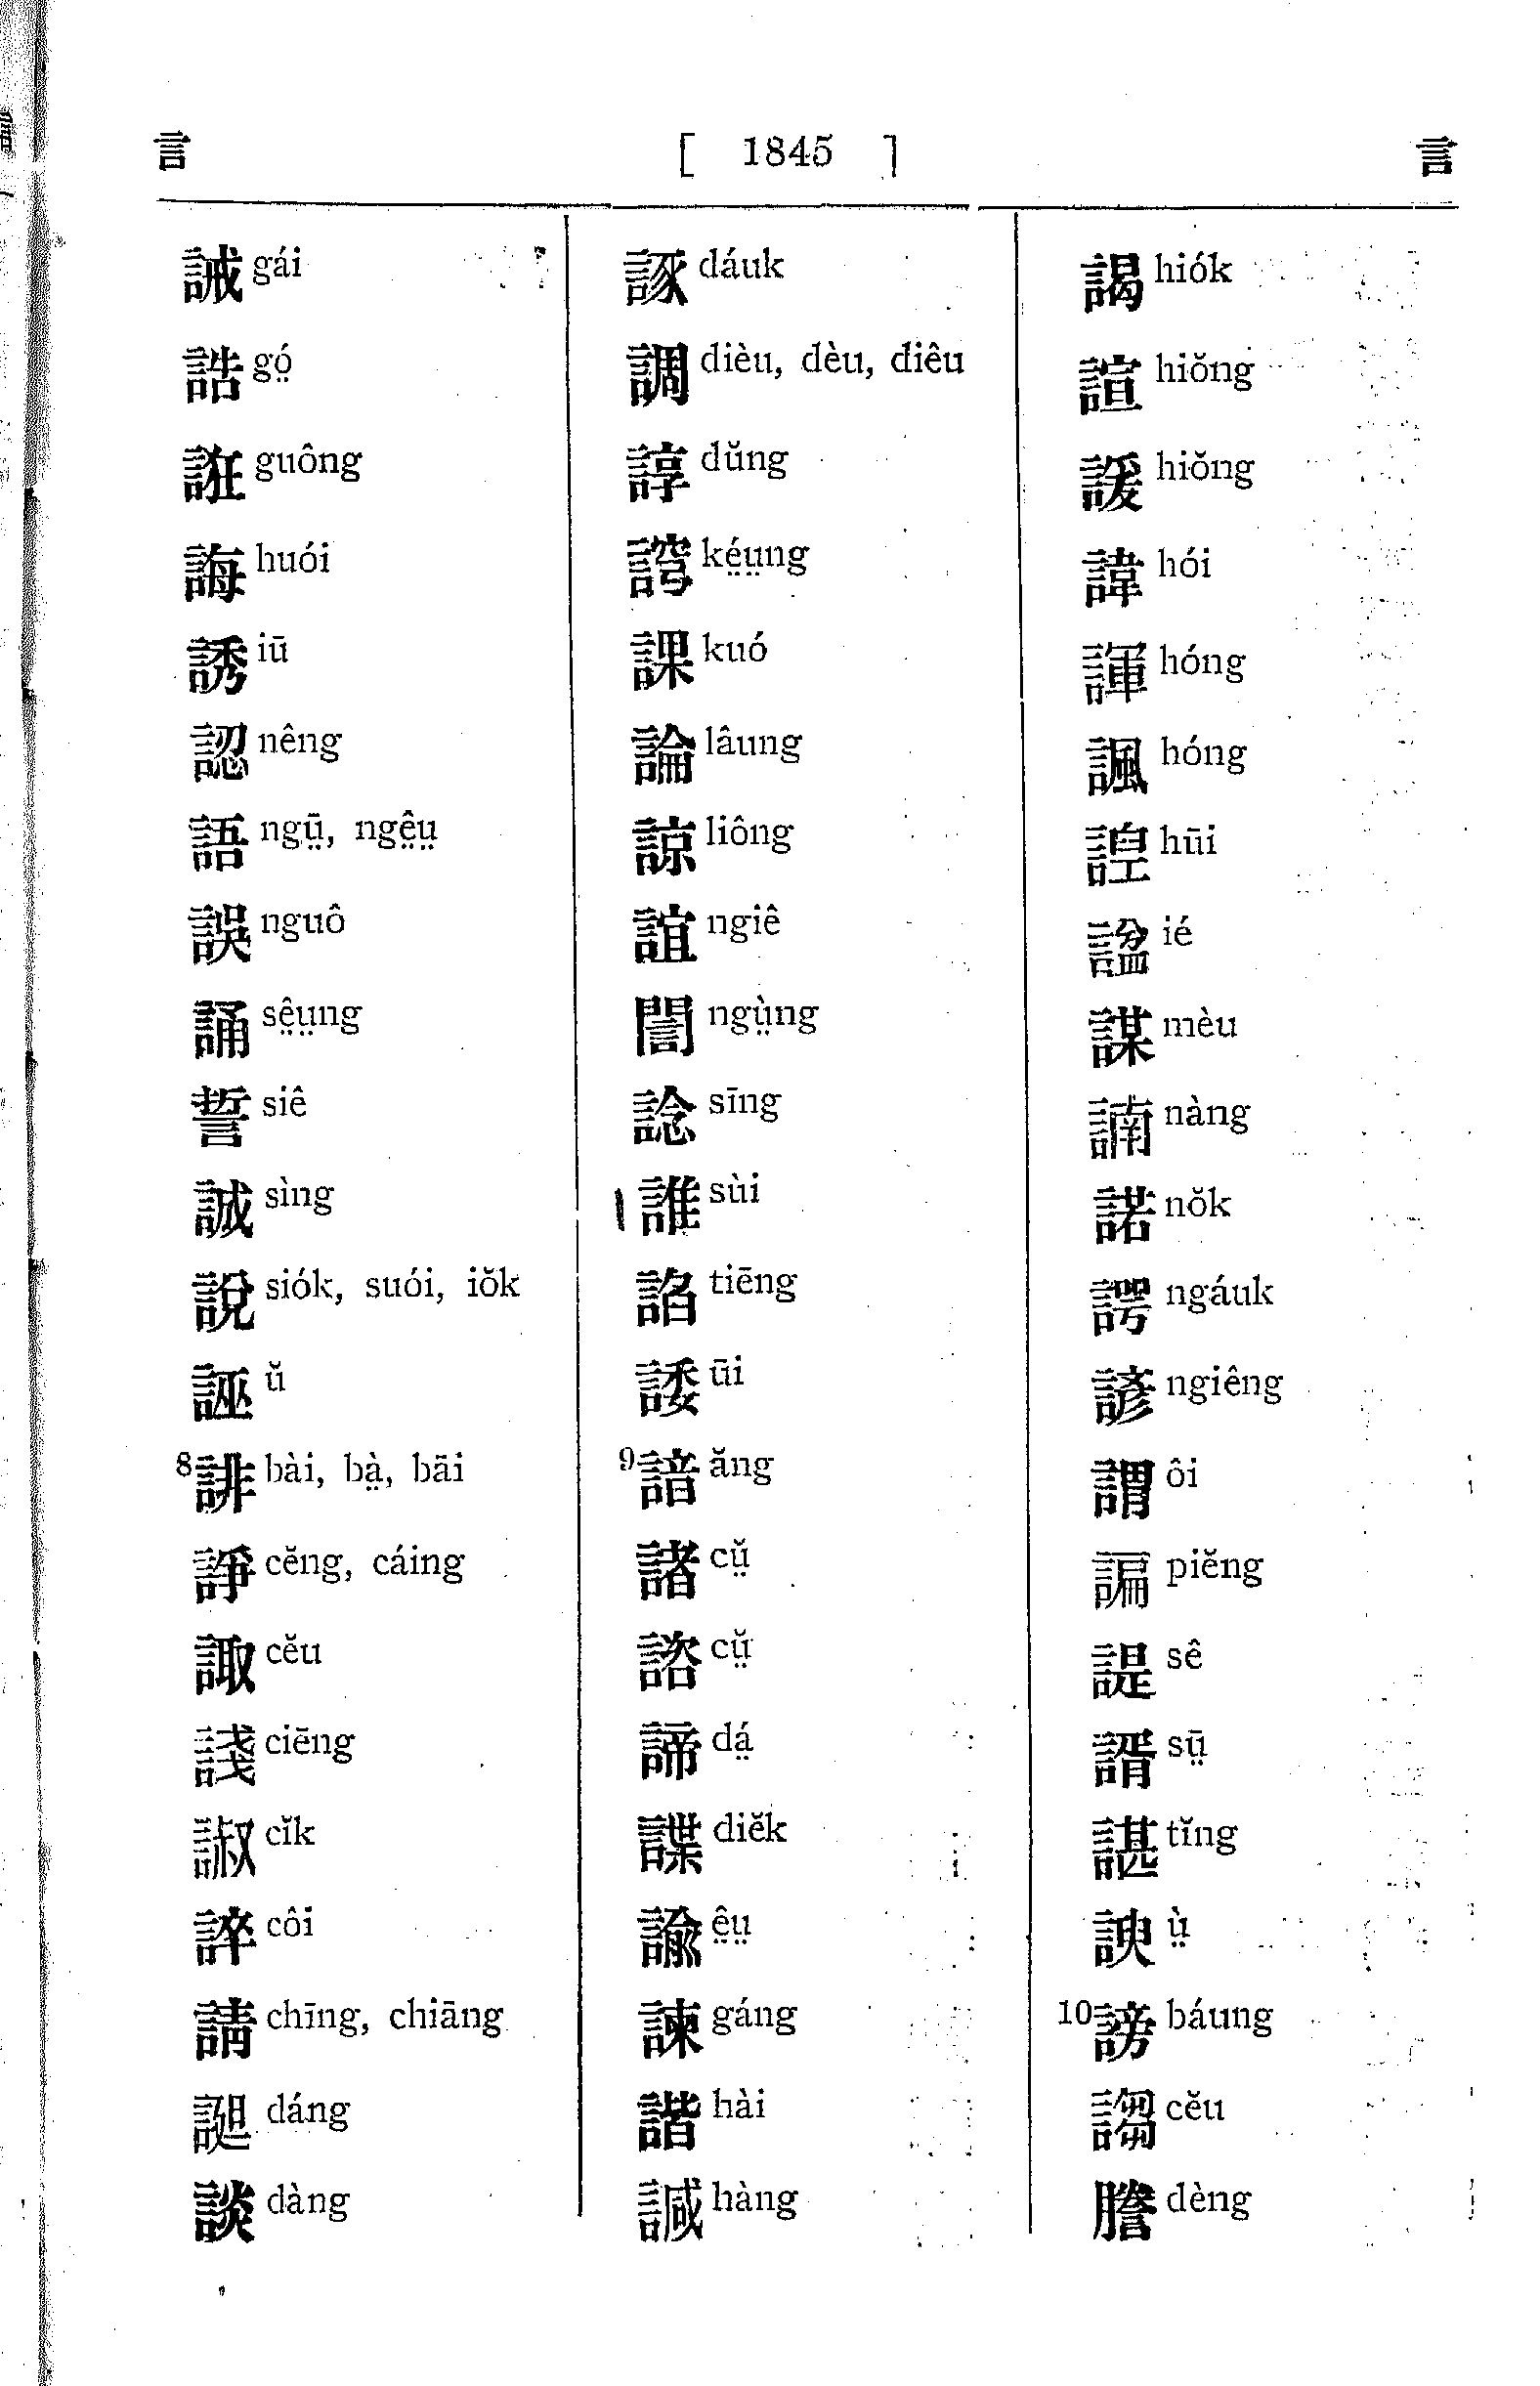 言 [ 1845 ] 言
誡 gái
誥 gó̤
誑 guông
誨 huói
誘 iū
認 nêng
語 ngṳ̄, ngê̤ṳ
誤 nguô
誦 sê̤ṳng
誓 siê
誠 sìng
說 siók, suói, iŏk
誣 ŭ
8 誹 bài, bà̤, bāi
諍 cĕng, cáing
諏 cĕu
諓 ciēng
諔 cĭk
誶 côi
請 chīng, chiāng
誕 dáng
談 dàng
諑 dáuk
調 dièu, dèu, diêu
諄 dŭng
誇 ké̤ṳng
課 kuó
論 lâung
諒 liông
誼 ngiê
誾 ngṳ̀ng
諗 sīng
誰 sùi
諂 tiēng
諉 ūi
9 諳 ăng
諸 cṳ̆
諮 cṳ̆
諦 dá̤
諜 diĕk
諭 ê̤ṳ
諫 gáng
諧 hài
諴 hàng
謁 hiók
諠 hiŏng
諼 hiŏng
諱 hói
諢 hóng
諷 hóng
諻 hūi
謚 ié
謀 mèu
諵 nàng
諾 nŏk
諤 ngáuk
諺 ngiêng
謂 ôi
諞 piĕng
諟 sê
諝 sṳ̄
諶 tĭng
諛 ṳ̀
10 謗 báung
謅 cĕu
謄 dèng